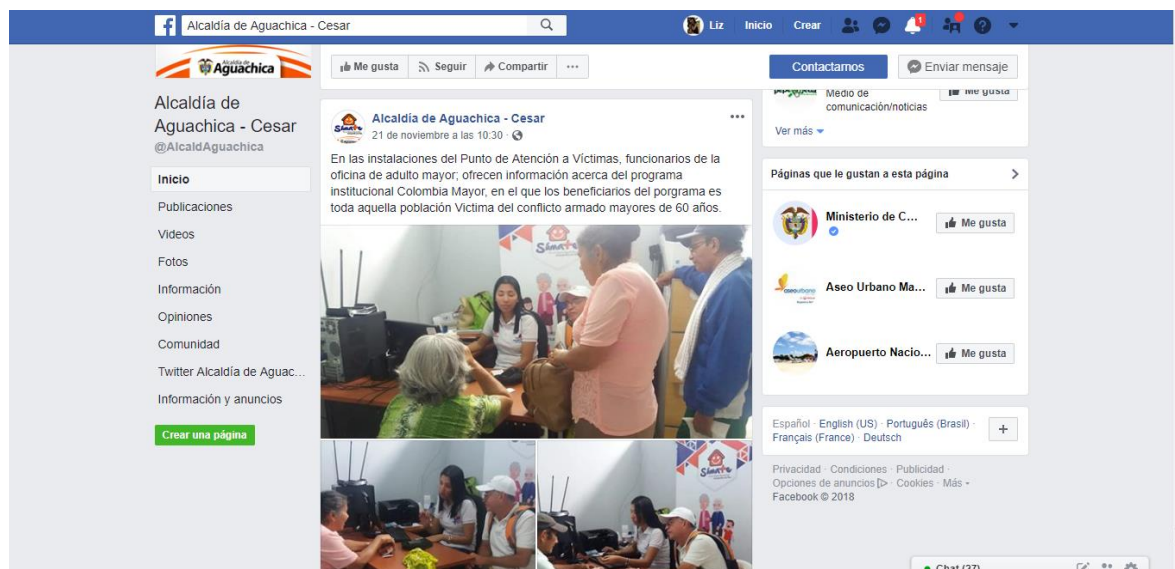 Alcaldía de Aguachica - Cesar
Liz Inicio Crear 1
Alcaldía de
Aguachica
Me gusta Seguir Compartir ...
Contactarnos Enviar mensaje
Alcaldía de
Aguachica - Cesar
@AlcaldAguachica
Inicio
Publicaciones
Videos
Fotos
Información
Opiniones
Comunidad
Twitter Alcaldía de Aguac...
Información y anuncios
Crear una página
Alcaldía de Aguachica - Cesar
21 de noviembre a las 10:30 ·
En las instalaciones del Punto de Atención a Víctimas, funcionarios de la
oficina de adulto mayor; ofrecen información acerca del programa
institucional Colombia Mayor, en el que los beneficiarios del porgrama es
toda aquella población Victima del conflicto armado mayores de 60 años.
Súmate
Súmate
Medio de
comunicación/noticias
Me gusta
Ver más
Páginas que le gustan a esta página
Ministerio de C... Me gusta
Aseo Urbano Ma... Me gusta
Aeropuerto Nacio... Me gusta
Español · English (US) · Português (Brasil) ·
Français (France) · Deutsch
+
Privacidad · Condiciones · Publicidad ·
Opciones de anuncios · Cookies · Más
Facebook © 2018
Chat (27)